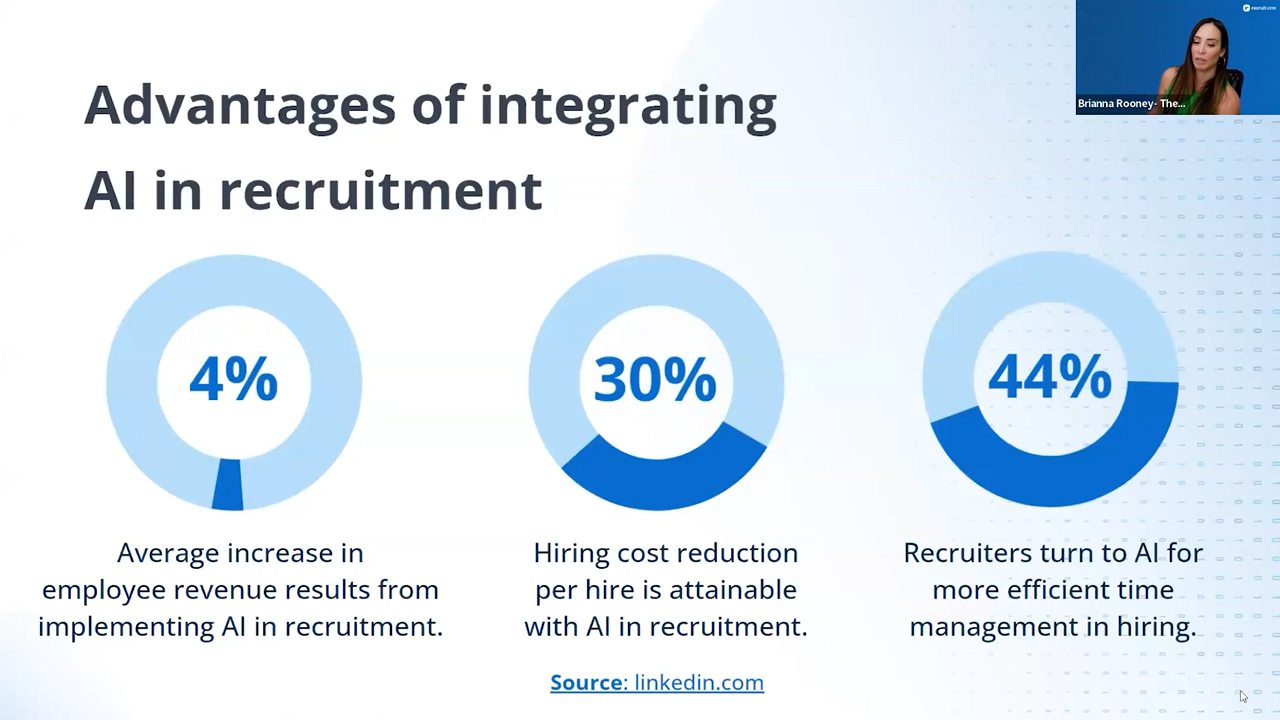 recruit crm
Brianna Rooney- The...
Advantages of integrating
AI in recruitment
4%
30%
44%
Average increase in
employee revenue results from
implementing AI in recruitment.
Hiring cost reduction
per hire is attainable
with AI in recruitment.
Recruiters turn to AI for
more efficient time
management in hiring.
Source: linkedin.com